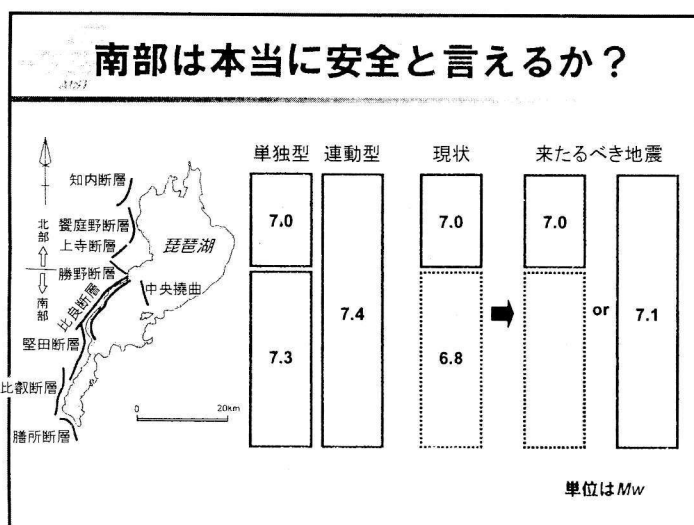 南部は本当に安全と言えるか？
単独型 連動型 現状 来たるべき地震
知内断層
饗庭野断層
上寺断層
勝野断層
北部
南部
琵琶湖
中央撓曲
比良断層
堅田断層
比叡断層
膳所断層
0 20km
7.0
7.3
7.4
7.0
6.8
7.0
or
7.1
単位はMw